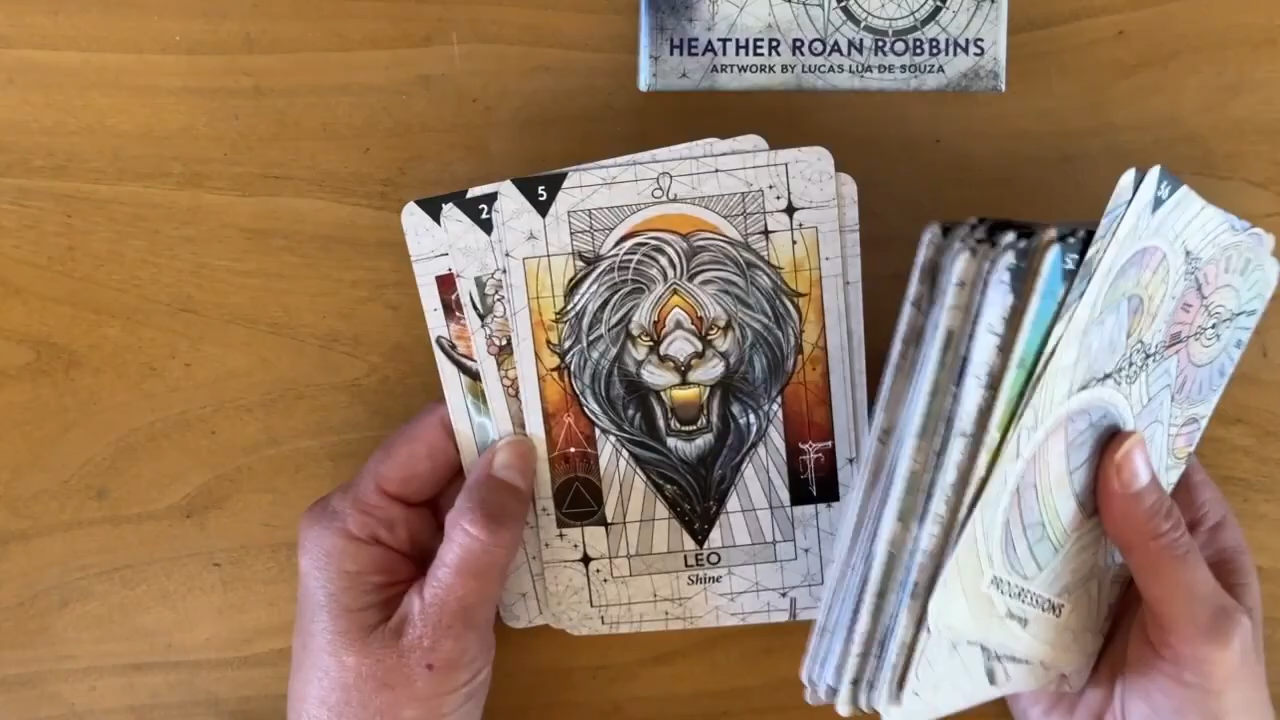 HEATHER ROAN ROBBINS
ARTWORK BY LUCAS LUA DE SOUZA
2
5
♌
LEO
Shine
PROGRESSIONS